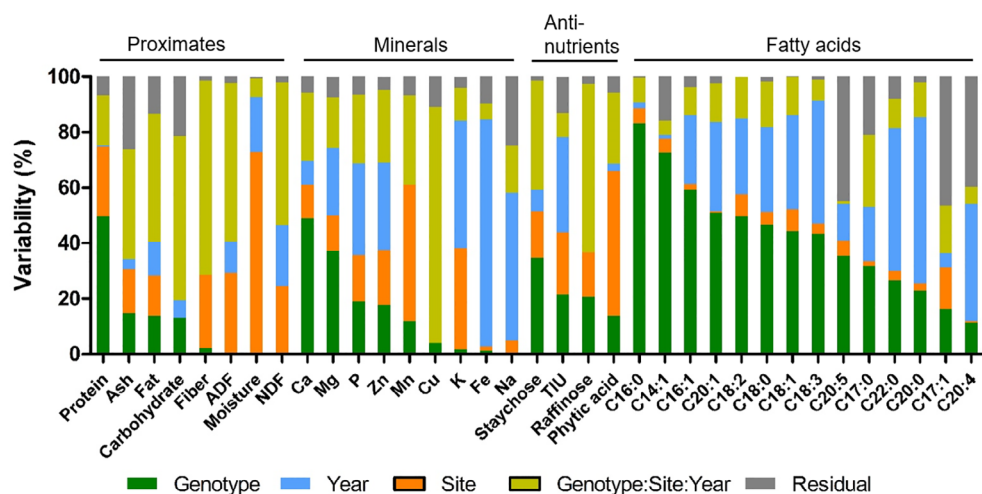 Proximates
Minerals
Anti-
nutrients
Fatty acids
Variability (%)
100
80
60
40
20
0
Protein
Ash
Fat
Carbohydrate
Fiber
ADF
Moisture
NDF
Ca
Mg
P
Zn
Mn
Cu
K
Fe
Na
Staychose
TIU
Raffinose
Phytic acid
C16:0
C14:1
C16:1
C20:1
C18:2
C18:0
C18:1
C18:3
C20:5
C17:0
C22:0
C20:0
C17:1
C20:4
Genotype
Year
Site
Genotype:Site:Year
Residual